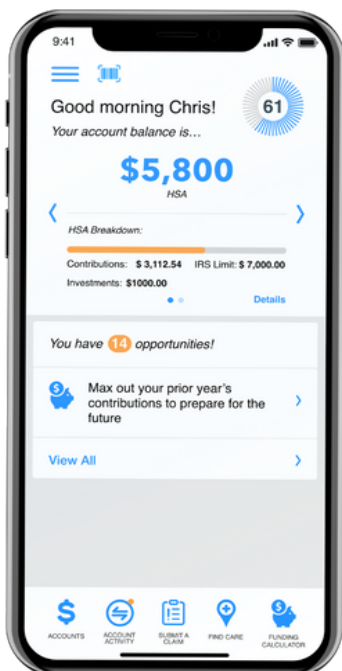 9:41
Good morning Chris!
61
Your account balance is...
$5,800
HSA
HSA Breakdown:
Contributions: $ 3,112.54 IRS Limit: $ 7,000.00
Investments: $1000.00
Details
You have 14 opportunities!
Max out your prior year's
contributions to prepare for the
future
View All
ACCOUNTS
ACCOUNT
ACTIVITY
SUBMIT A
CLAIM
FIND CARE
FUNDING
CALCULATOR